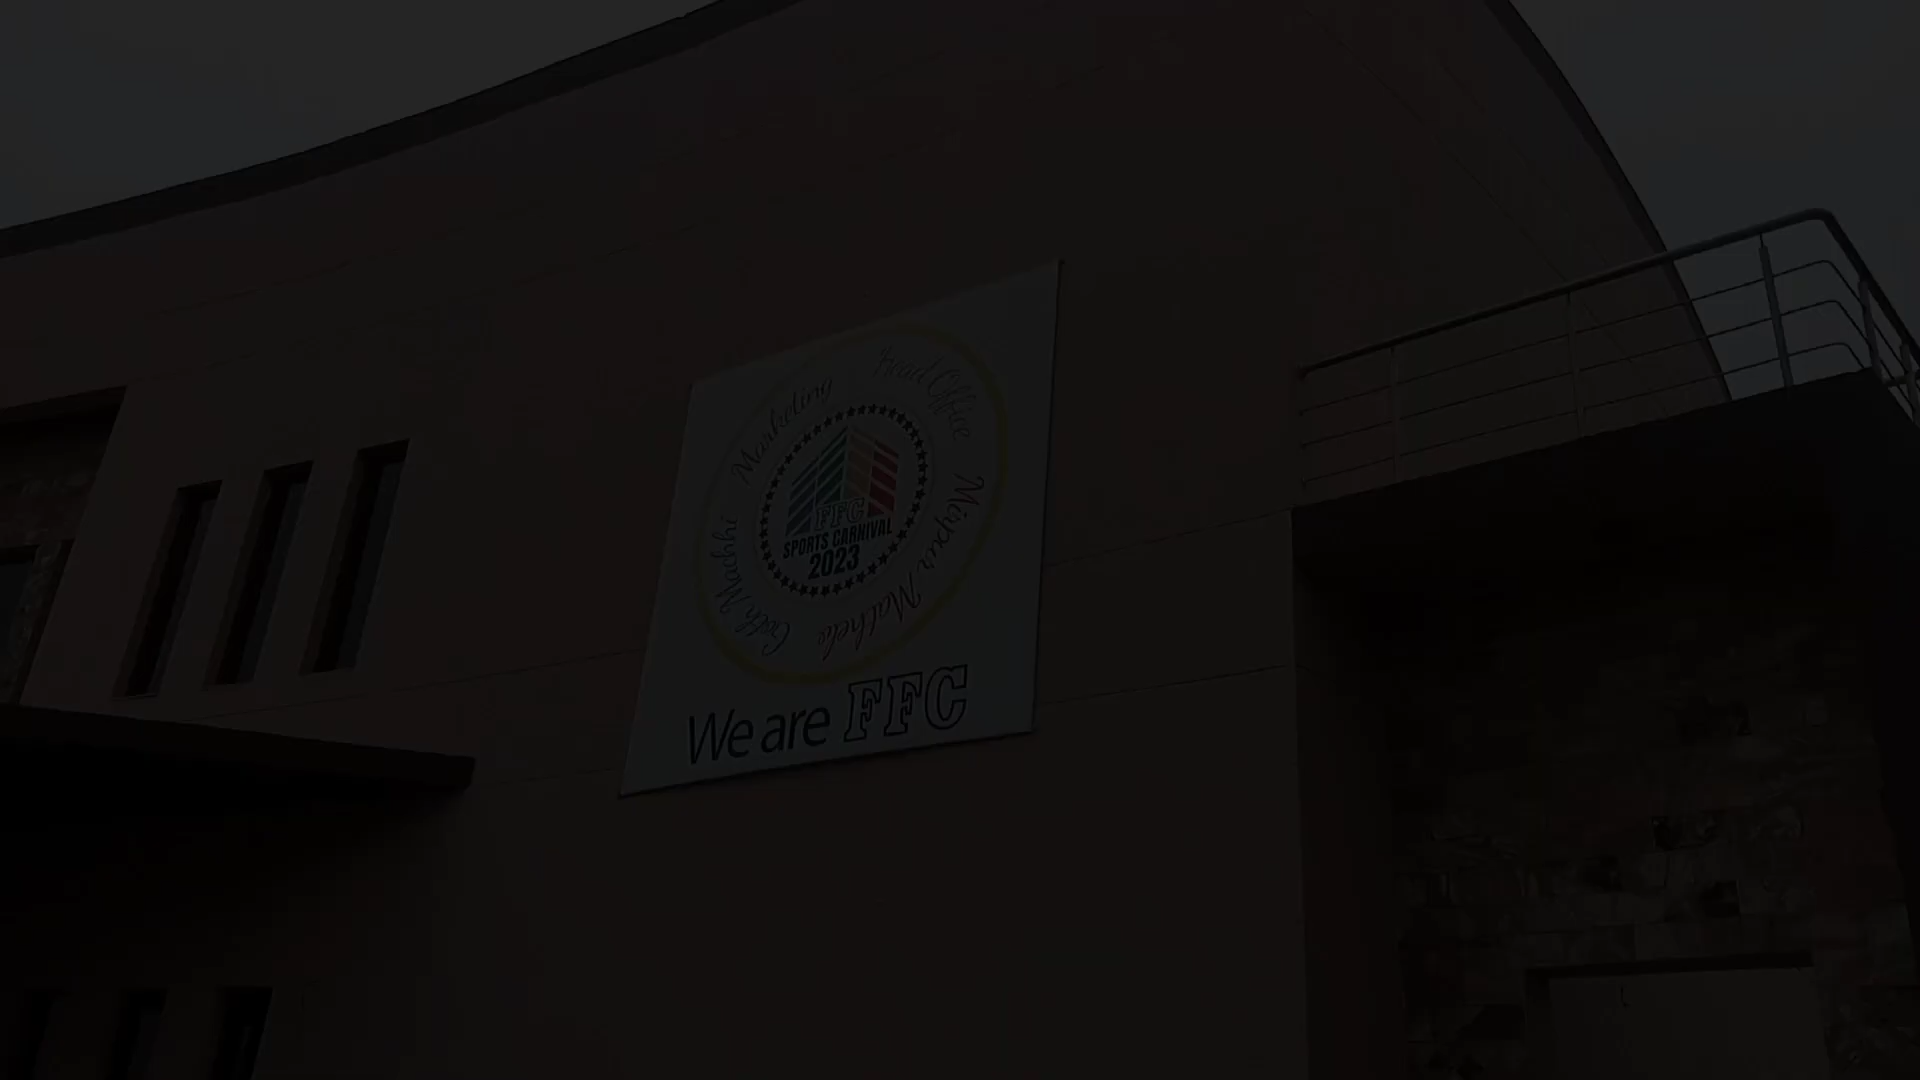 Marketing
Head Office
Mirpur Mathelo
Goth Machhi
FFC
SPORTS CARNIVAL
2023
We are FFC